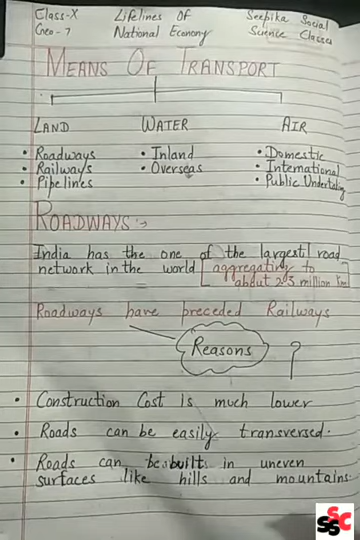 Class-X Lifelines Of Seepika Social
Geo-7 National Economy Science Classes
MEANS OF TRANSPORT
LAND WATER AIR
• Roadways • Inland • Domestic
• Railways • Overseas • International
• Pipelines • Public Undertaking
ROADWAYS :→
India has the one of the largest road
network in the world [aggregating to
about 2.3 million km]
Roadways have preceded Railways
Reasons ?
• Construction Cost is much lower
• Roads can be easily transversed.
• Roads can be built in uneven
surfaces like hills and mountains.
SSC